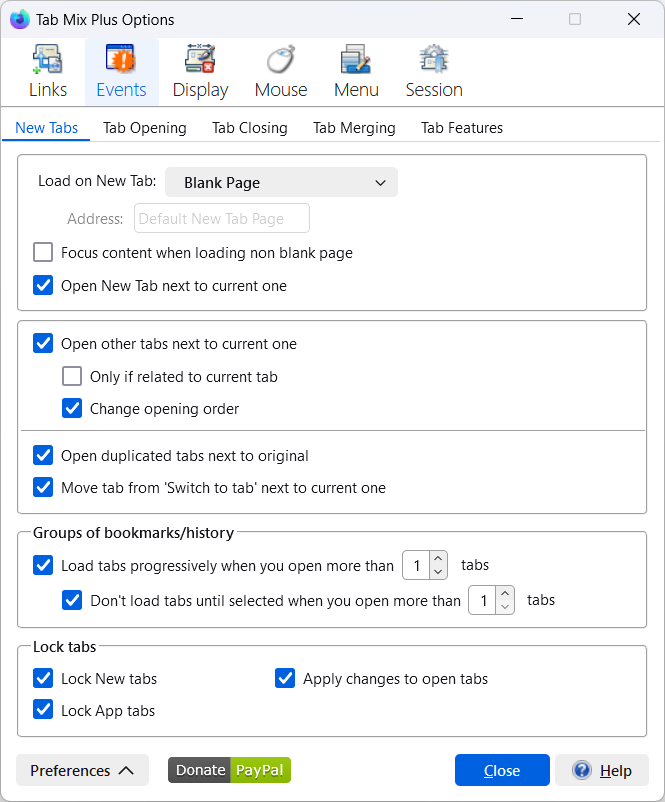 Tab Mix Plus Options
Links Events Display Mouse Menu Session
New Tabs Tab Opening Tab Closing Tab Merging Tab Features
Load on New Tab: Blank Page
Address: Default New Tab Page
Focus content when loading non blank page
Open New Tab next to current one
Open other tabs next to current one
Only if related to current tab
Change opening order
Open duplicated tabs next to original
Move tab from 'Switch to tab' next to current one
Groups of bookmarks/history
Load tabs progressively when you open more than 1 tabs
Don't load tabs until selected when you open more than 1 tabs
Lock tabs
Lock New tabs Apply changes to open tabs
Lock App tabs
Preferences Donate PayPal Close Help